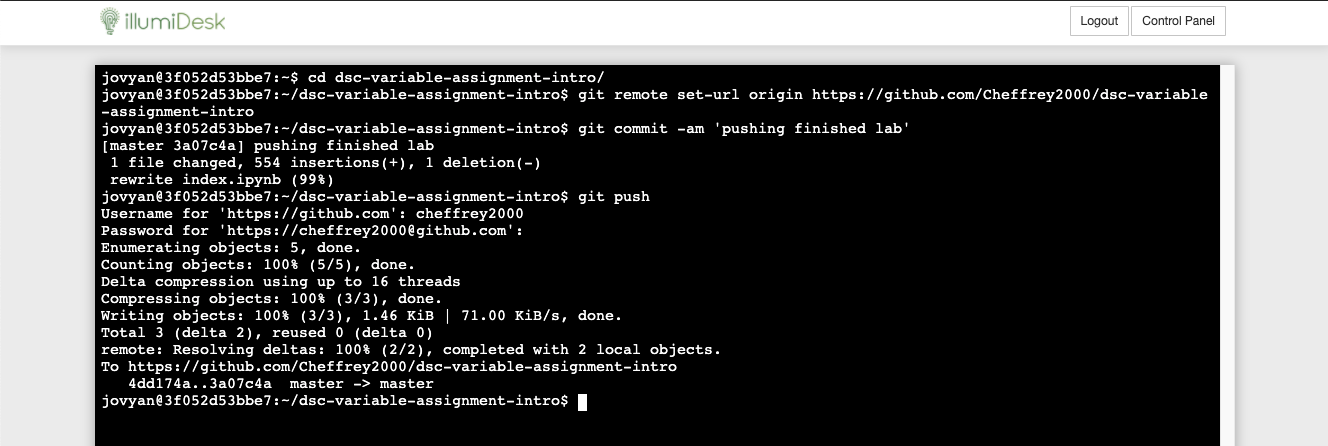 illumiDesk
Logout Control Panel
jovyan@3f052d53bbe7:~$ cd dsc-variable-assignment-intro/
jovyan@3f052d53bbe7:~/dsc-variable-assignment-intro$ git remote set-url origin https://github.com/Cheffrey2000/dsc-variable
-assignment-intro
jovyan@3f052d53bbe7:~/dsc-variable-assignment-intro$ git commit -am 'pushing finished lab'
[master 3a07c4a] pushing finished lab
 1 file changed, 554 insertions(+), 1 deletion(-)
 rewrite index.ipynb (99%)
jovyan@3f052d53bbe7:~/dsc-variable-assignment-intro$ git push
Username for 'https://github.com': cheffrey2000
Password for 'https://cheffrey2000@github.com':
Enumerating objects: 5, done.
Counting objects: 100% (5/5), done.
Delta compression using up to 16 threads
Compressing objects: 100% (3/3), done.
Writing objects: 100% (3/3), 1.46 KiB | 71.00 KiB/s, done.
Total 3 (delta 2), reused 0 (delta 0)
remote: Resolving deltas: 100% (2/2), completed with 2 local objects.
To https://github.com/Cheffrey2000/dsc-variable-assignment-intro
   4dd174a..3a07c4a  master -> master
jovyan@3f052d53bbe7:~/dsc-variable-assignment-intro$